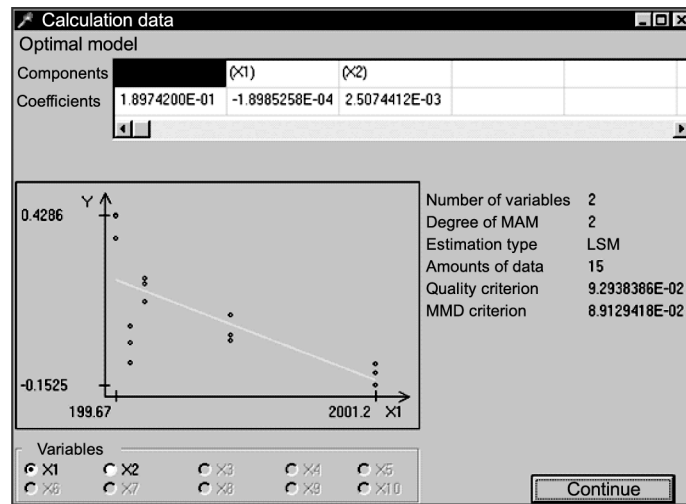 Calculation data
Optimal model
Components (X1) (X2)
Coefficients 1.8974200E-01 -1.8985258E-04 2.5074412E-03
Y
0.4286
-0.1525
199.67 2001.2 X1
Number of variables 2
Degree of MAM 2
Estimation type LSM
Amounts of data 15
Quality criterion 9.2938386E-02
MMD criterion 8.9129418E-02
Variables
X1 X2 X3 X4 X5
X6 X7 X8 X9 X10
Continue